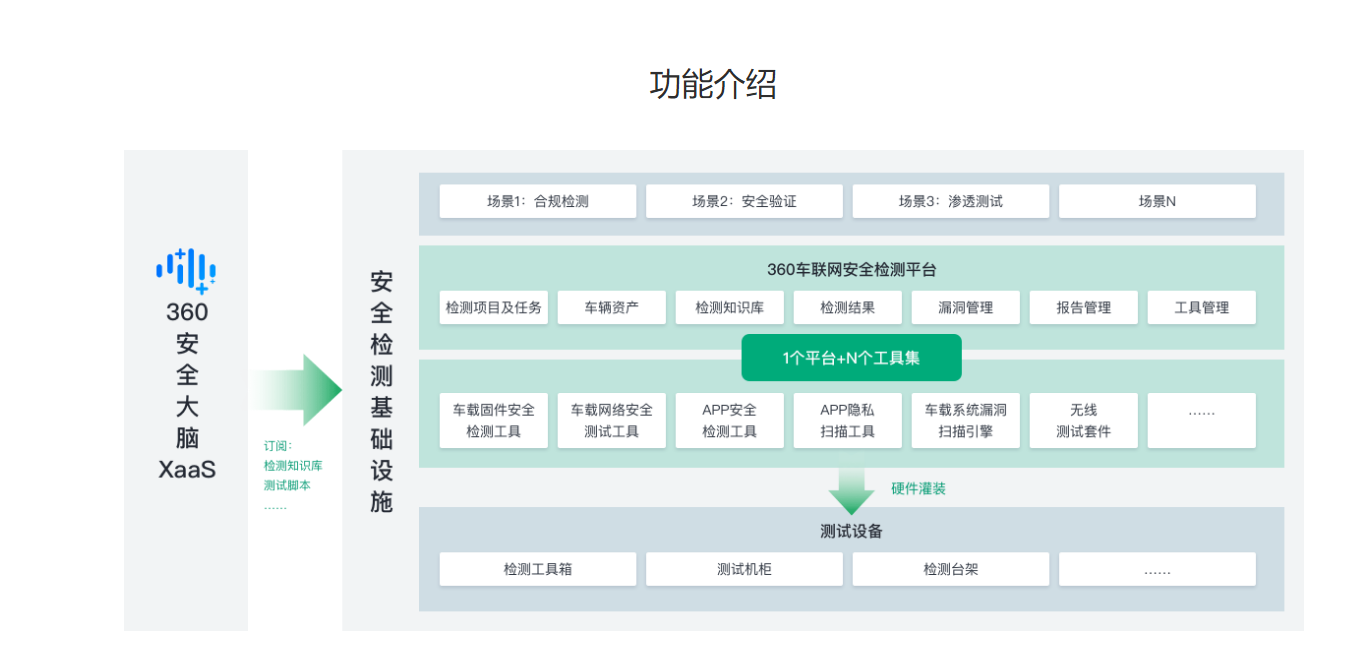 功能介绍
360
安
全
大
脑
XaaS
订阅:
检测知识库
测试脚本
……
安
全
检
测
基
础
设
施
场景1：合规检测
场景2：安全验证
场景3：渗透测试
场景N
360车联网安全检测平台
检测项目及任务
车辆资产
检测知识库
检测结果
漏洞管理
报告管理
工具管理
1个平台+N个工具集
车载固件安全
检测工具
车载网络安全
测试工具
APP安全
检测工具
APP隐私
扫描工具
车载系统漏洞
扫描引擎
无线
测试套件
……
硬件灌装
测试设备
检测工具箱
测试机柜
检测台架
……